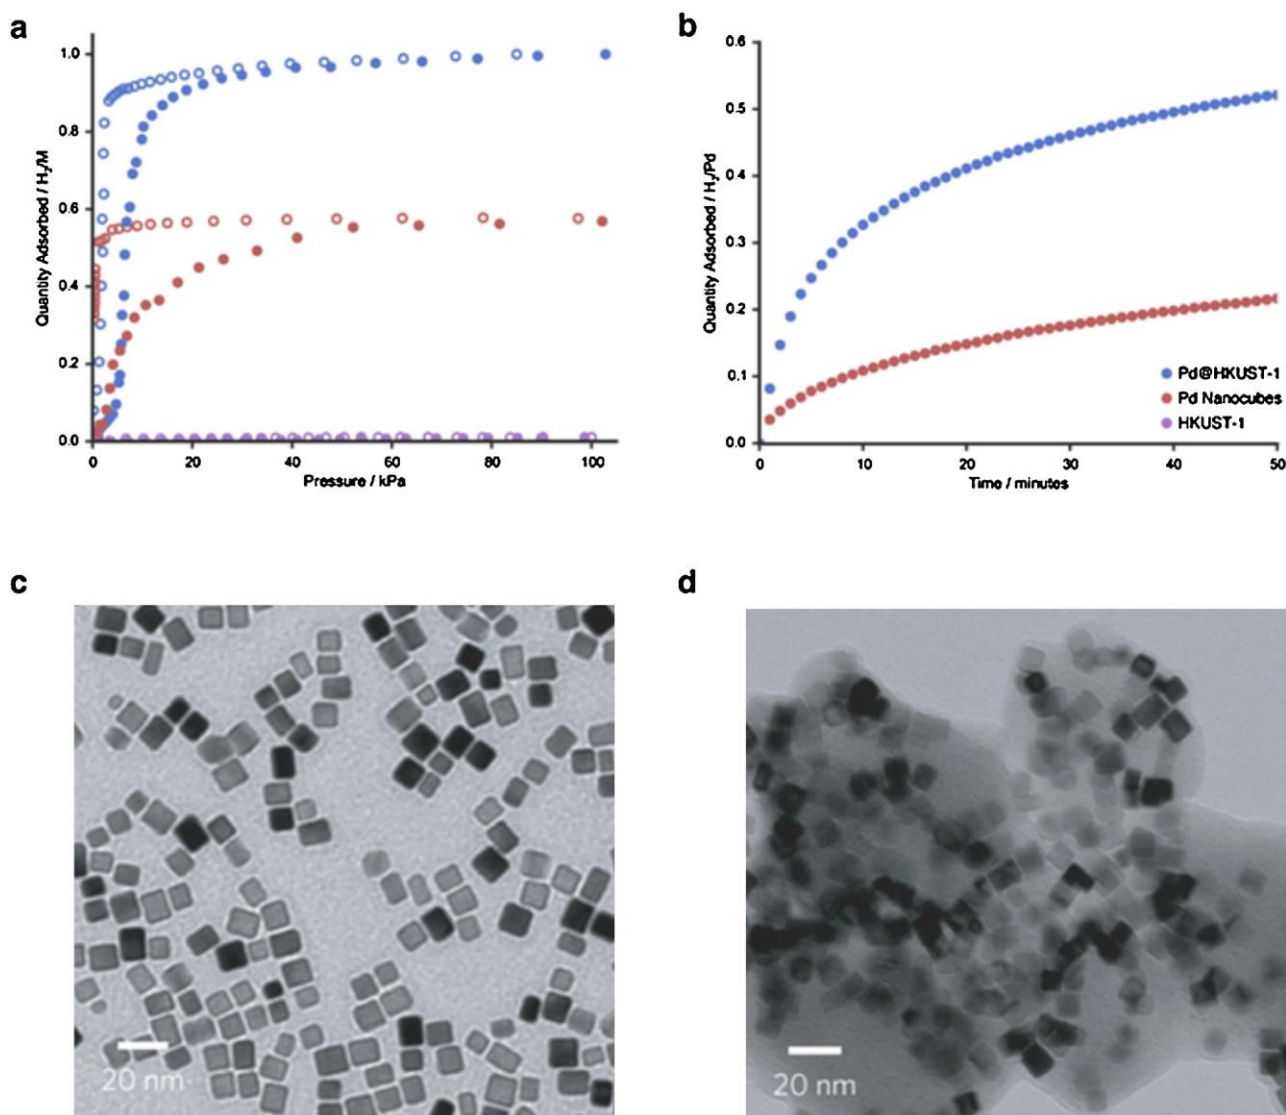 a
b
1.0
0.8
0.6
0.4
0.2
0.0
Quantity Adsorbed / H₂/M
0
20
40
60
80
100
Pressure / kPa
0.6
0.5
0.4
0.3
0.2
0.1
0.0
Quantity Adsorbed / H₂/Pd
Pd@HKUST-1
Pd Nanocubes
HKUST-1
0
10
20
30
40
50
Time / minutes
c
d
20 nm
20 nm